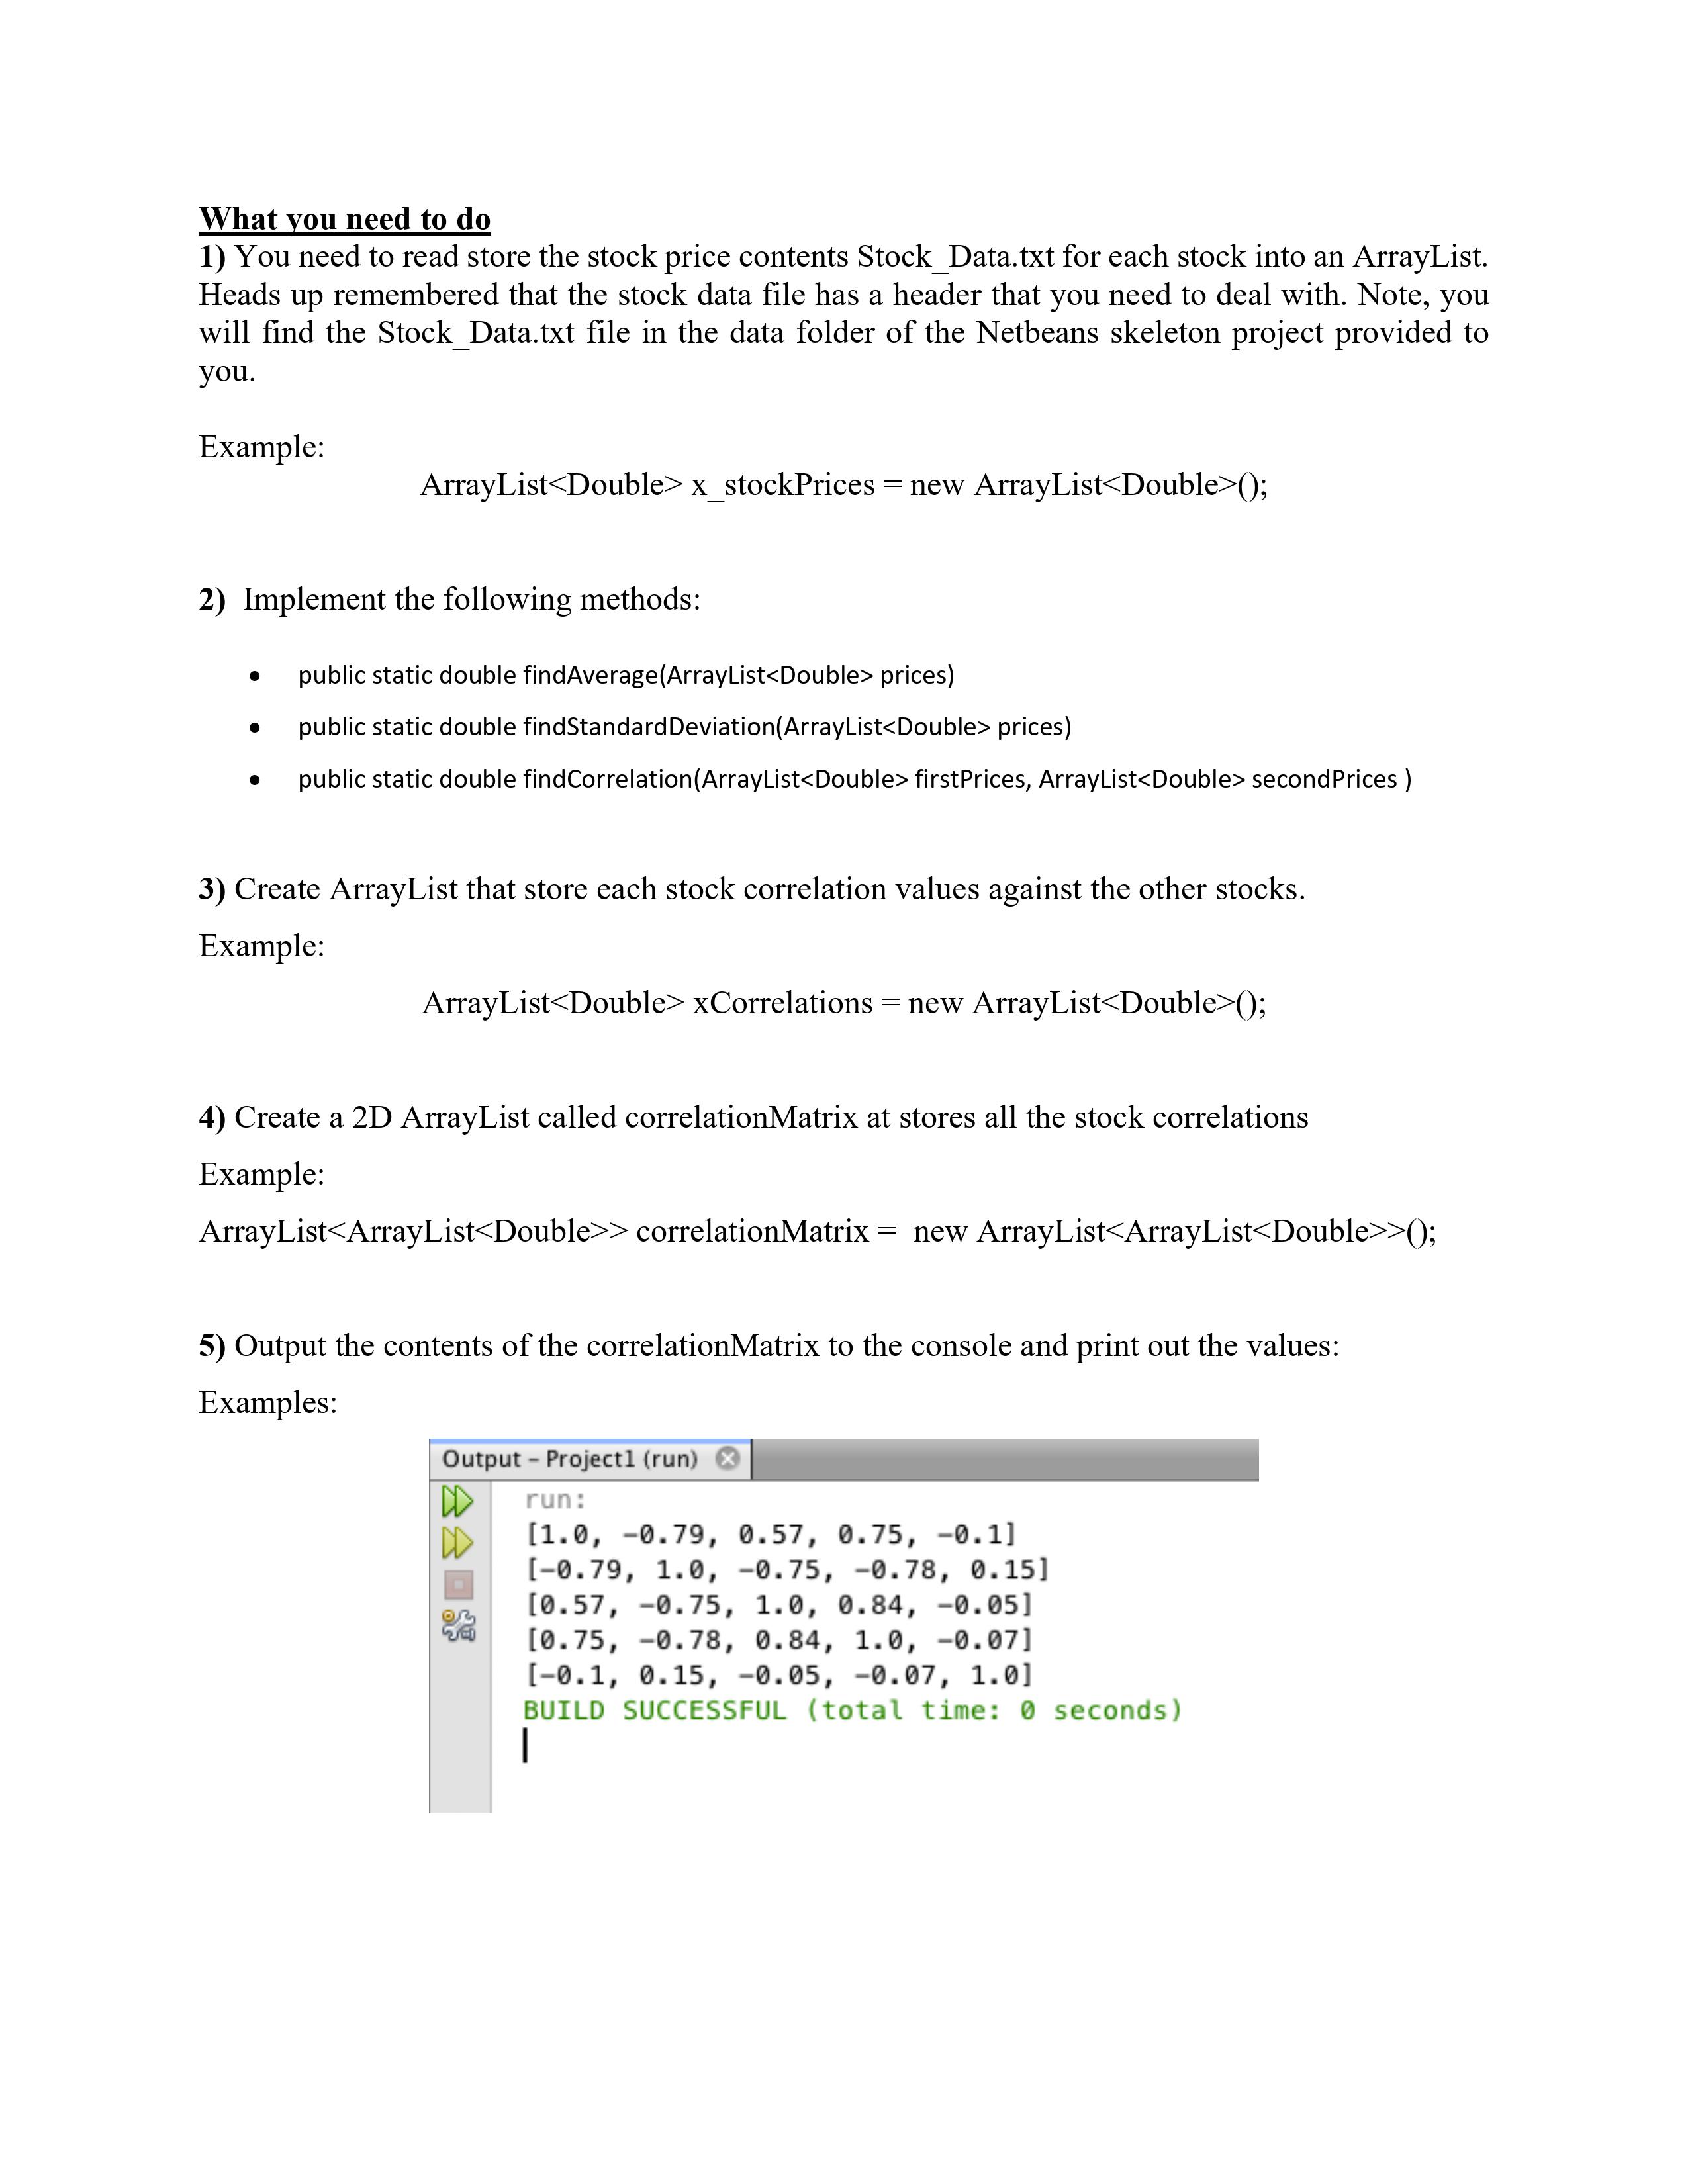 What you need to do
1) You need to read store the stock price contents Stock_Data.txt for each stock into an ArrayList.
Heads up remembered that the stock data file has a header that you need to deal with. Note, you
will find the Stock_Data.txt file in the data folder of the Netbeans skeleton project provided to
you.
Example:
ArrayList<Double> x_stockPrices = new ArrayList<Double>();
2) Implement the following methods:
• public static double findAverage(ArrayList<Double> prices)
• public static double findStandardDeviation(ArrayList<Double> prices)
• public static double findCorrelation(ArrayList<Double> firstPrices, ArrayList<Double> secondPrices )
3) Create ArrayList that store each stock correlation values against the other stocks.
Example:
ArrayList<Double> xCorrelations = new ArrayList<Double>();
4) Create a 2D ArrayList called correlationMatrix at stores all the stock correlations
Example:
ArrayList<ArrayList<Double>> correlationMatrix = new ArrayList<ArrayList<Double>>();
5) Output the contents of the correlationMatrix to the console and print out the values:
Examples:
Output - Project1 (run)
run:
[1.0, -0.79, 0.57, 0.75, -0.1]
[-0.79, 1.0, -0.75, -0.78, 0.15]
[0.57, -0.75, 1.0, 0.84, -0.05]
[0.75, -0.78, 0.84, 1.0, -0.07]
[-0.1, 0.15, -0.05, -0.07, 1.0]
BUILD SUCCESSFUL (total time: 0 seconds)